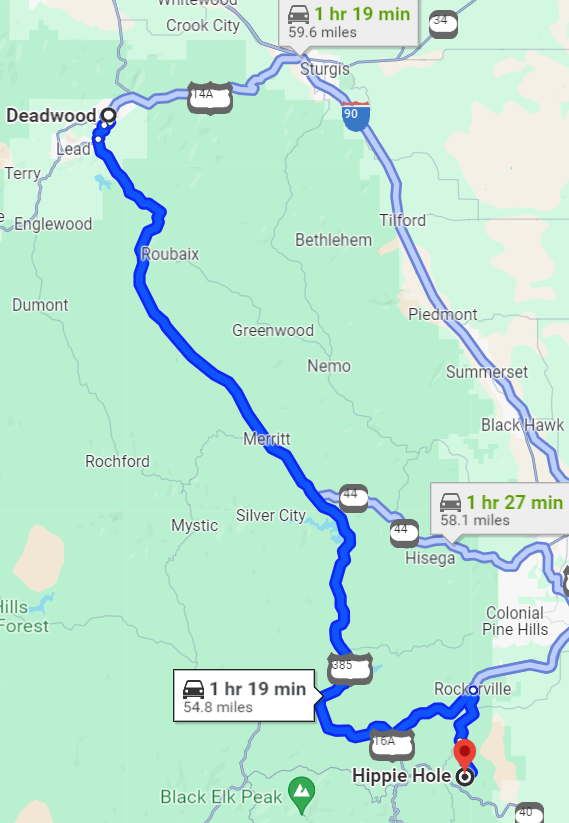 Whitewood
Crook City
1 hr 19 min
59.6 miles
34
Sturgis
14A
90
Deadwood
Lead
Terry
Englewood
Tilford
Bethlehem
Roubaix
Dumont
Piedmont
Greenwood
Nemo
Summerset
Black Hawk
Merritt
Rochford
44
1 hr 27 min
58.1 miles
Silver City
Mystic
44
Hisega
Hills
Forest
Colonial
Pine Hills
385
1 hr 19 min
54.8 miles
Rockerville
16A
Hippie Hole
Black Elk Peak
40